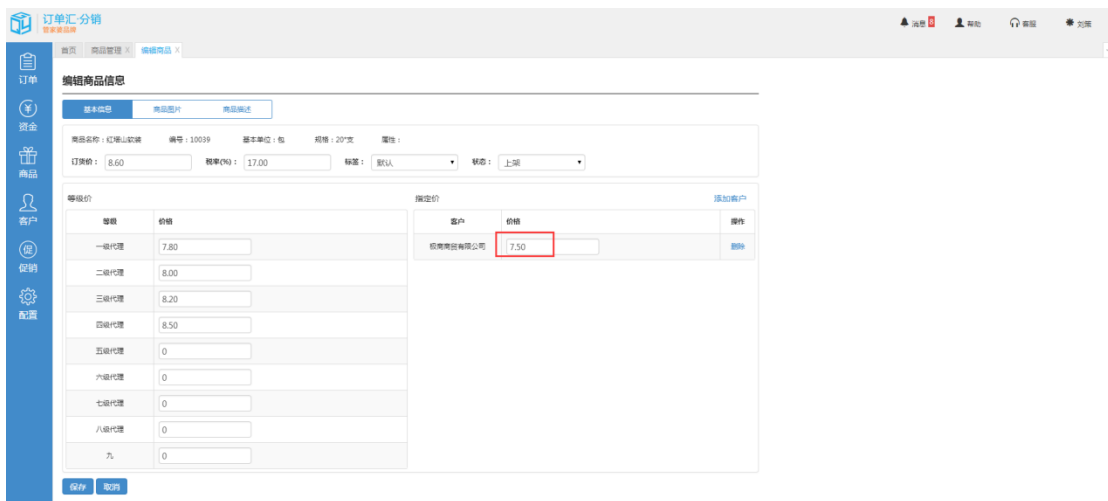 订单汇·分销
管家婆品牌
消息 8 帮助 客服 刘策
首页 商品管理 × 编辑商品 ×
订单
资金
商品
客户
促
促销
配置
编辑商品信息
基本信息 商品图片 商品描述
商品名称：红塔山软装 编号：10039 基本单位：包 规格：20*支 属性：
订货价： 8.60 税率(%)： 17.00 标签： 默认 状态： 上架
等级价
等级 价格
一级代理 7.80
二级代理 8.00
三级代理 8.20
四级代理 8.50
五级代理 0
六级代理 0
七级代理 0
八级代理 0
九 0
指定价 添加客户
客户 价格 操作
极商商贸有限公司 7.50 删除
保存 取消